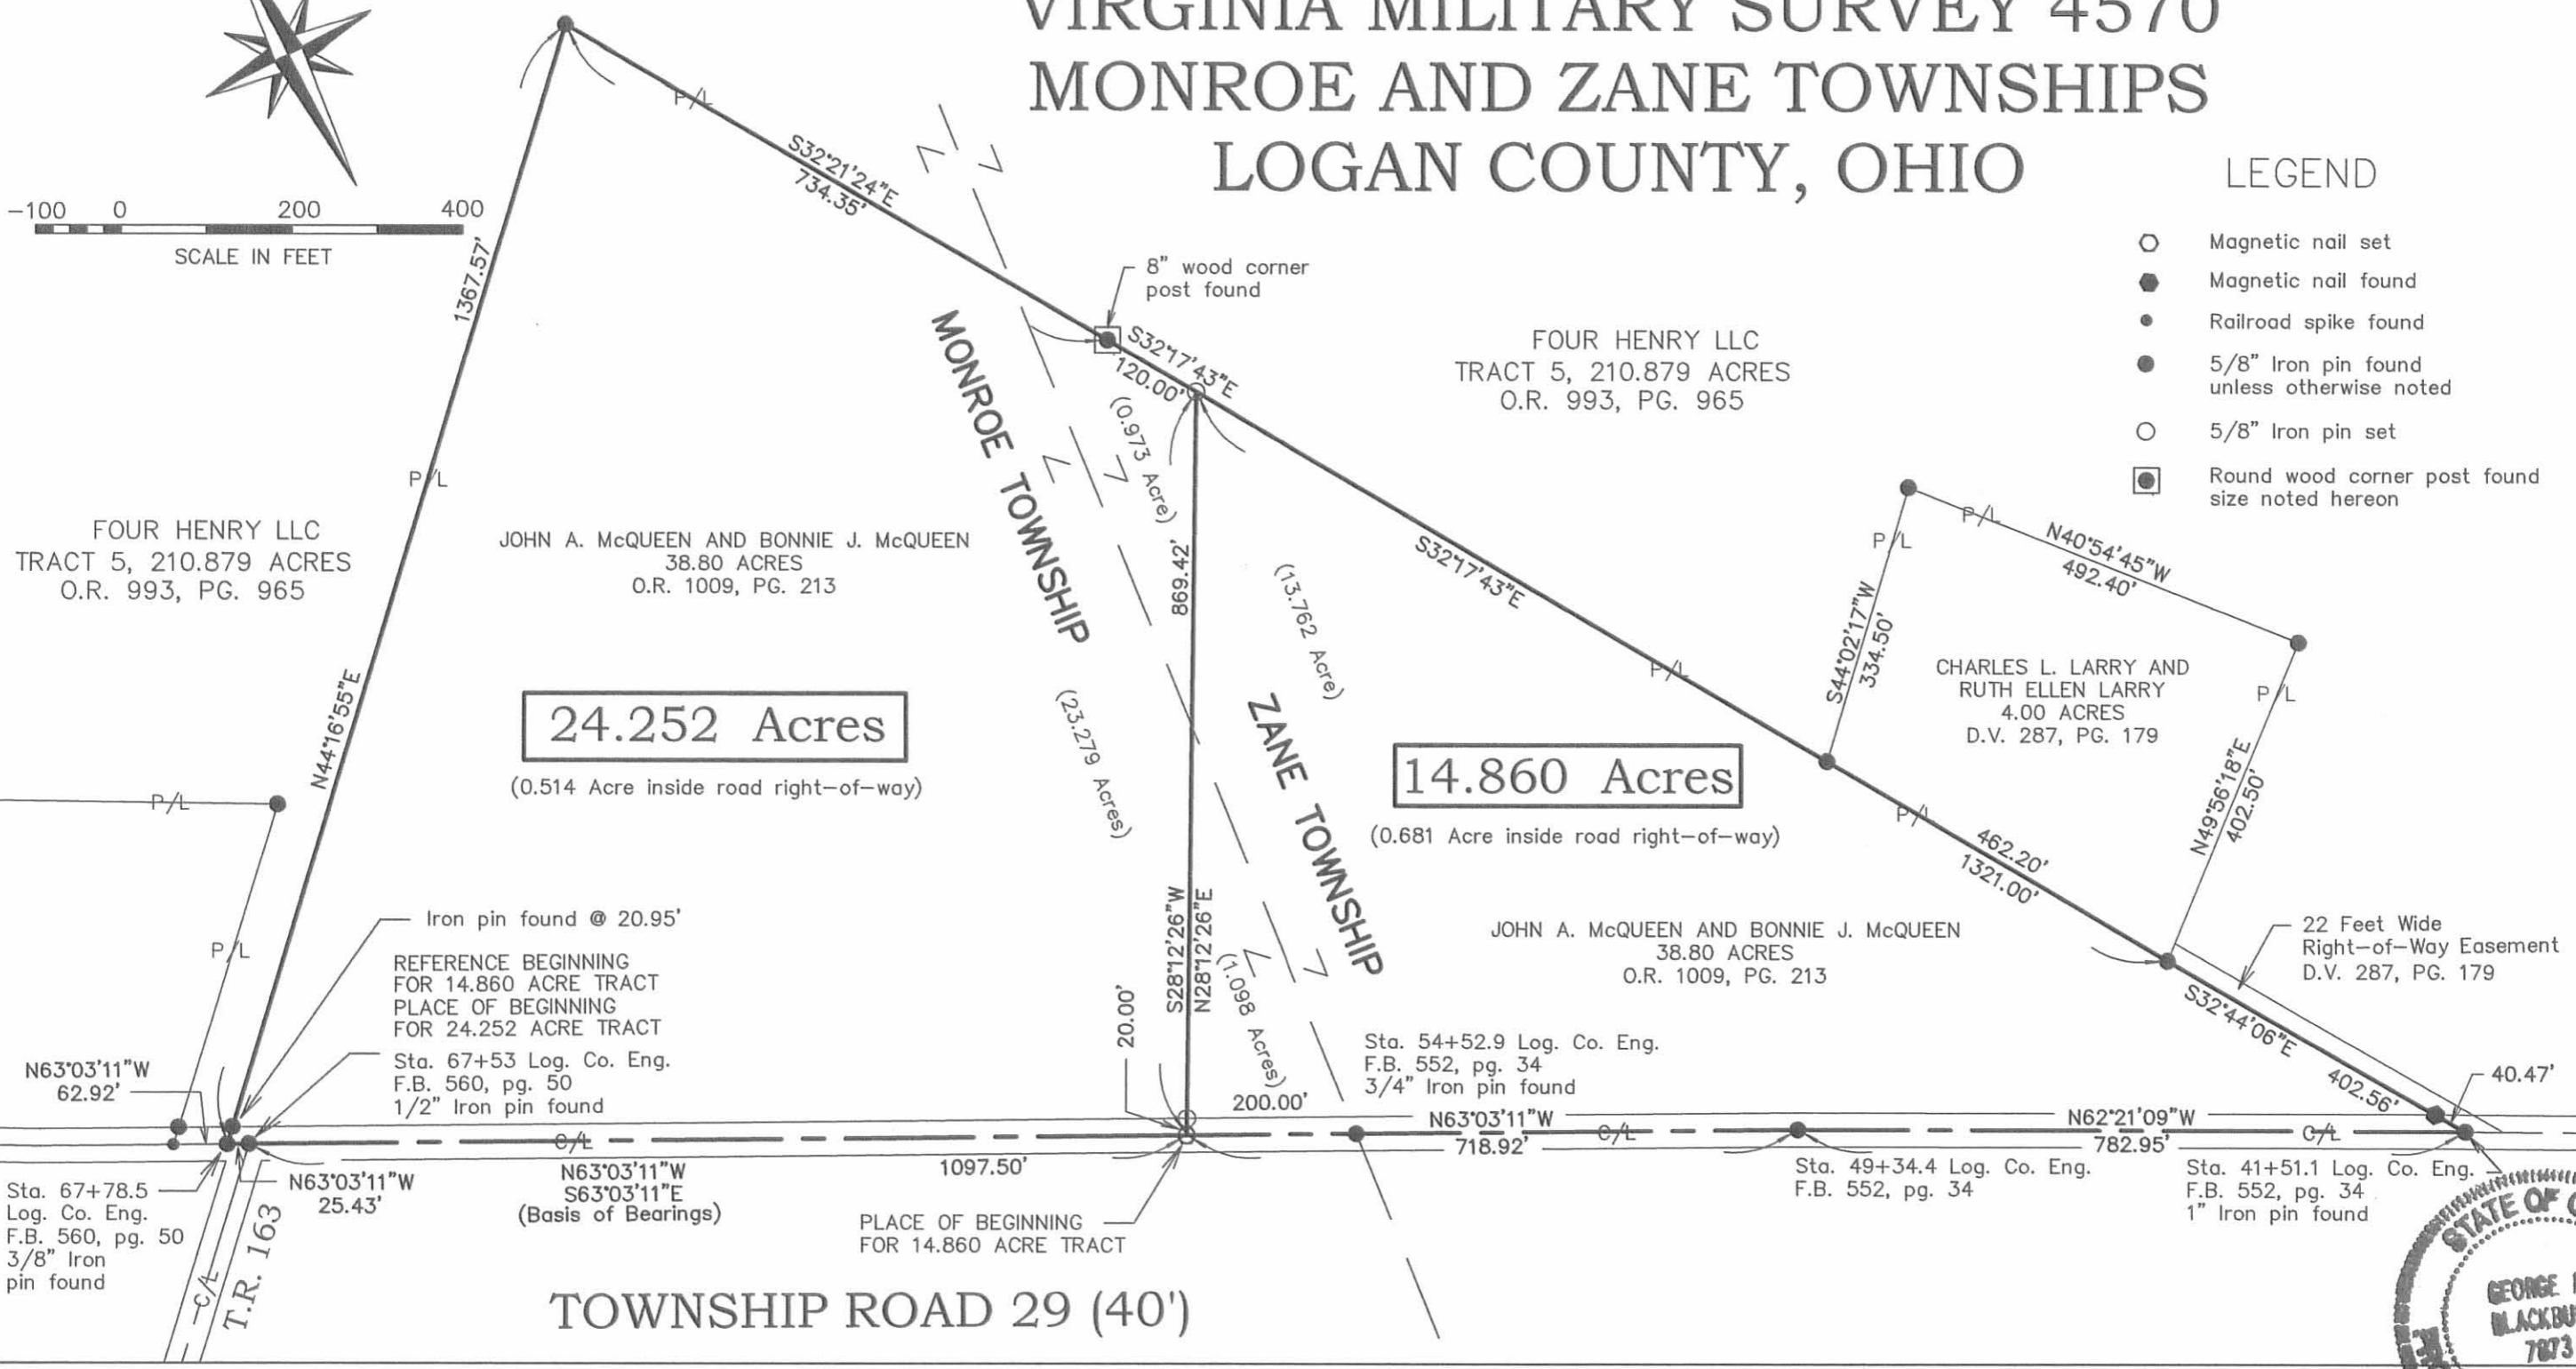 VIRGINIA MILITARY SURVEY 4570
MONROE AND ZANE TOWNSHIPS
LOGAN COUNTY, OHIO
-100 0 200 400
SCALE IN FEET
LEGEND
Magnetic nail set
Magnetic nail found
Railroad spike found
5/8" Iron pin found
unless otherwise noted
5/8" Iron pin set
Round wood corner post found
size noted hereon
P/L
S32°21'24"E
734.35'
1367.57'
P/L
N44°16'55"E
8" wood corner
post found
S32°17'43"E
120.00'
FOUR HENRY LLC
TRACT 5, 210.879 ACRES
O.R. 993, PG. 965
FOUR HENRY LLC
TRACT 5, 210.879 ACRES
O.R. 993, PG. 965
JOHN A. McQUEEN AND BONNIE J. McQUEEN
38.80 ACRES
O.R. 1009, PG. 213
24.252 Acres
(0.514 Acre inside road right-of-way)
MONROE TOWNSHIP
ZANE TOWNSHIP
(0.973 Acre)
(23.279 Acres)
(13.762 Acre)
(1.098 Acres)
869.42'
S28°12'26"W
N28°12'26"E
20.00'
S32°17'43"E
P/L
14.860 Acres
(0.681 Acre inside road right-of-way)
JOHN A. McQUEEN AND BONNIE J. McQUEEN
38.80 ACRES
O.R. 1009, PG. 213
P/L
S44°02'17"W
334.50'
P/L
N40°54'45"W
492.40'
CHARLES L. LARRY AND
RUTH ELLEN LARRY
4.00 ACRES
D.V. 287, PG. 179
P/L
N49°56'18"E
402.50'
P/L
462.20'
1321.00'
22 Feet Wide
Right-of-Way Easement
D.V. 287, PG. 179
S32°44'06"E
402.56'
40.47'
P/L
P/L
Iron pin found @ 20.95'
REFERENCE BEGINNING
FOR 14.860 ACRE TRACT
PLACE OF BEGINNING
FOR 24.252 ACRE TRACT
Sta. 67+53 Log. Co. Eng.
F.B. 560, pg. 50
1/2" Iron pin found
N63°03'11"W
62.92'
Sta. 67+78.5
Log. Co. Eng.
F.B. 560, pg. 50
3/8" Iron
pin found
N63°03'11"W
25.43'
C/L
T.R. 163
C/L
N63°03'11"W
S63°03'11"E
(Basis of Bearings)
1097.50'
200.00'
PLACE OF BEGINNING
FOR 14.860 ACRE TRACT
Sta. 54+52.9 Log. Co. Eng.
F.B. 552, pg. 34
3/4" Iron pin found
N63°03'11"W
718.92'
C/L
Sta. 49+34.4 Log. Co. Eng.
F.B. 552, pg. 34
N62°21'09"W
782.95'
C/L
Sta. 41+51.1 Log. Co. Eng.
F.B. 552, pg. 34
1" Iron pin found
TOWNSHIP ROAD 29 (40')
STATE OF
GEORGE
7873